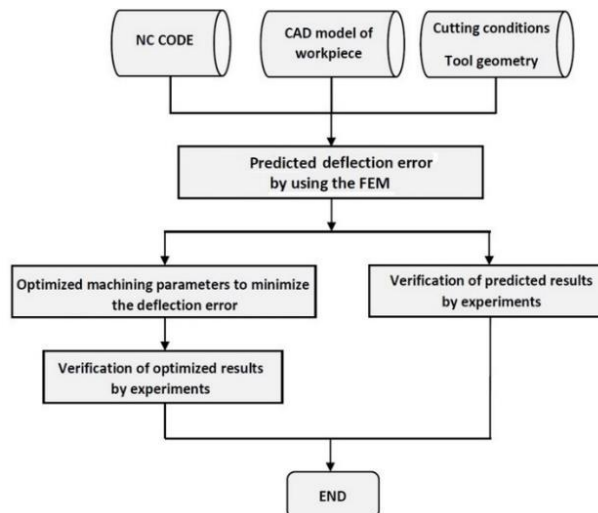 NC CODE
CAD model of
workpiece
Cutting conditions
Tool geometry
Predicted deflection error
by using the FEM
Optimized machining parameters to minimize
the deflection error
Verification of predicted results
by experiments
Verification of optimized results
by experiments
END